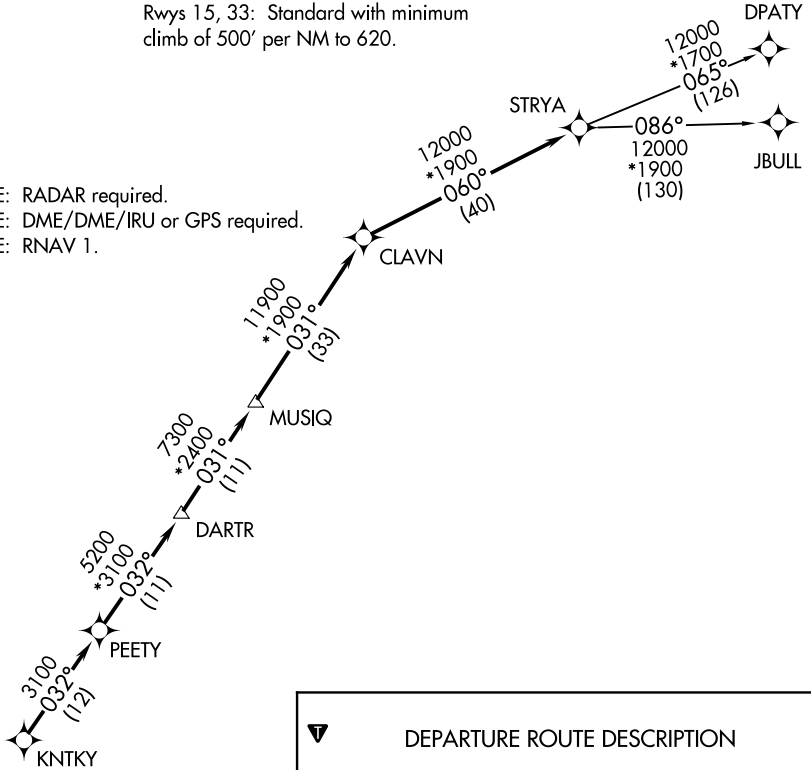 Rwys 15, 33: Standard with minimum
climb of 500' per NM to 620.
DPATY
12000
*1700
065°
(126)
STRYA
086°
12000
*1900
(130)
JBULL
12000
*1900
060°
(40)
E: RADAR required.
E: DME/DME/IRU or GPS required.
E: RNAV 1.
CLAVN
11900
*1900
031°
(33)
MUSIQ
7300
*2400
031°
(11)
DARTR
5200
*3100
032°
(11)
PEETY
3100
032°
(12)
KNTKY
T
DEPARTURE ROUTE DESCRIPTION